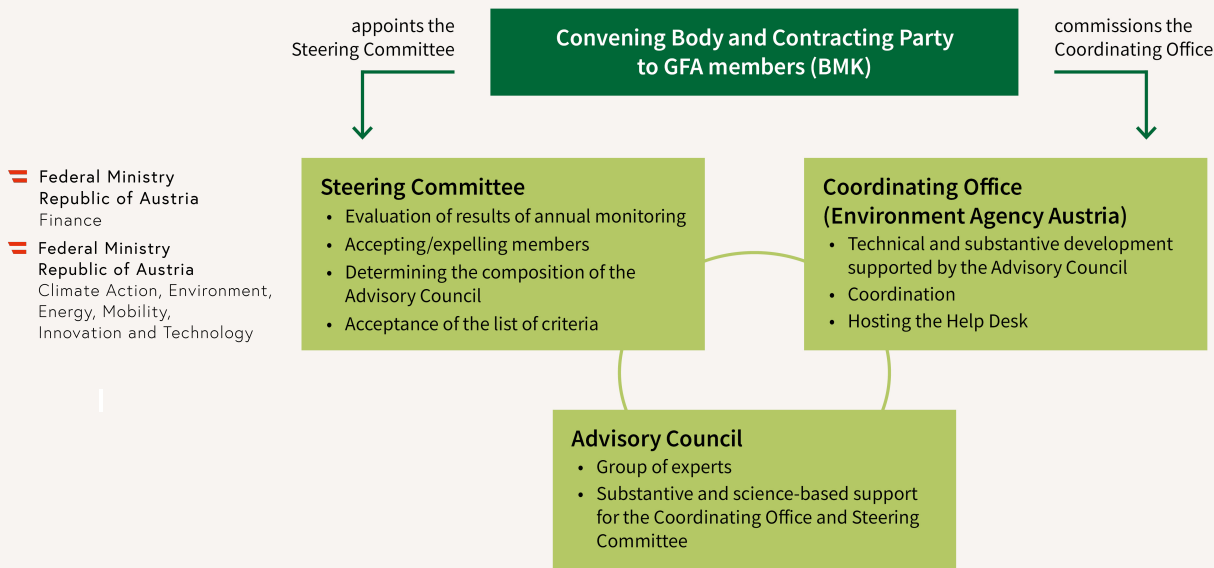 appoints the
Steering Committee
Convening Body and Contracting Party
to GFA members (BMK)
commissions the
Coordinating Office
Federal Ministry
Republic of Austria
Finance
Federal Ministry
Republic of Austria
Climate Action, Environment,
Energy, Mobility,
Innovation and Technology
Steering Committee
• Evaluation of results of annual monitoring
• Accepting/expelling members
• Determining the composition of the
Advisory Council
• Acceptance of the list of criteria
Coordinating Office
(Environment Agency Austria)
• Technical and substantive development
supported by the Advisory Council
• Coordination
• Hosting the Help Desk
Advisory Council
• Group of experts
• Substantive and science-based support
for the Coordinating Office and Steering
Committee